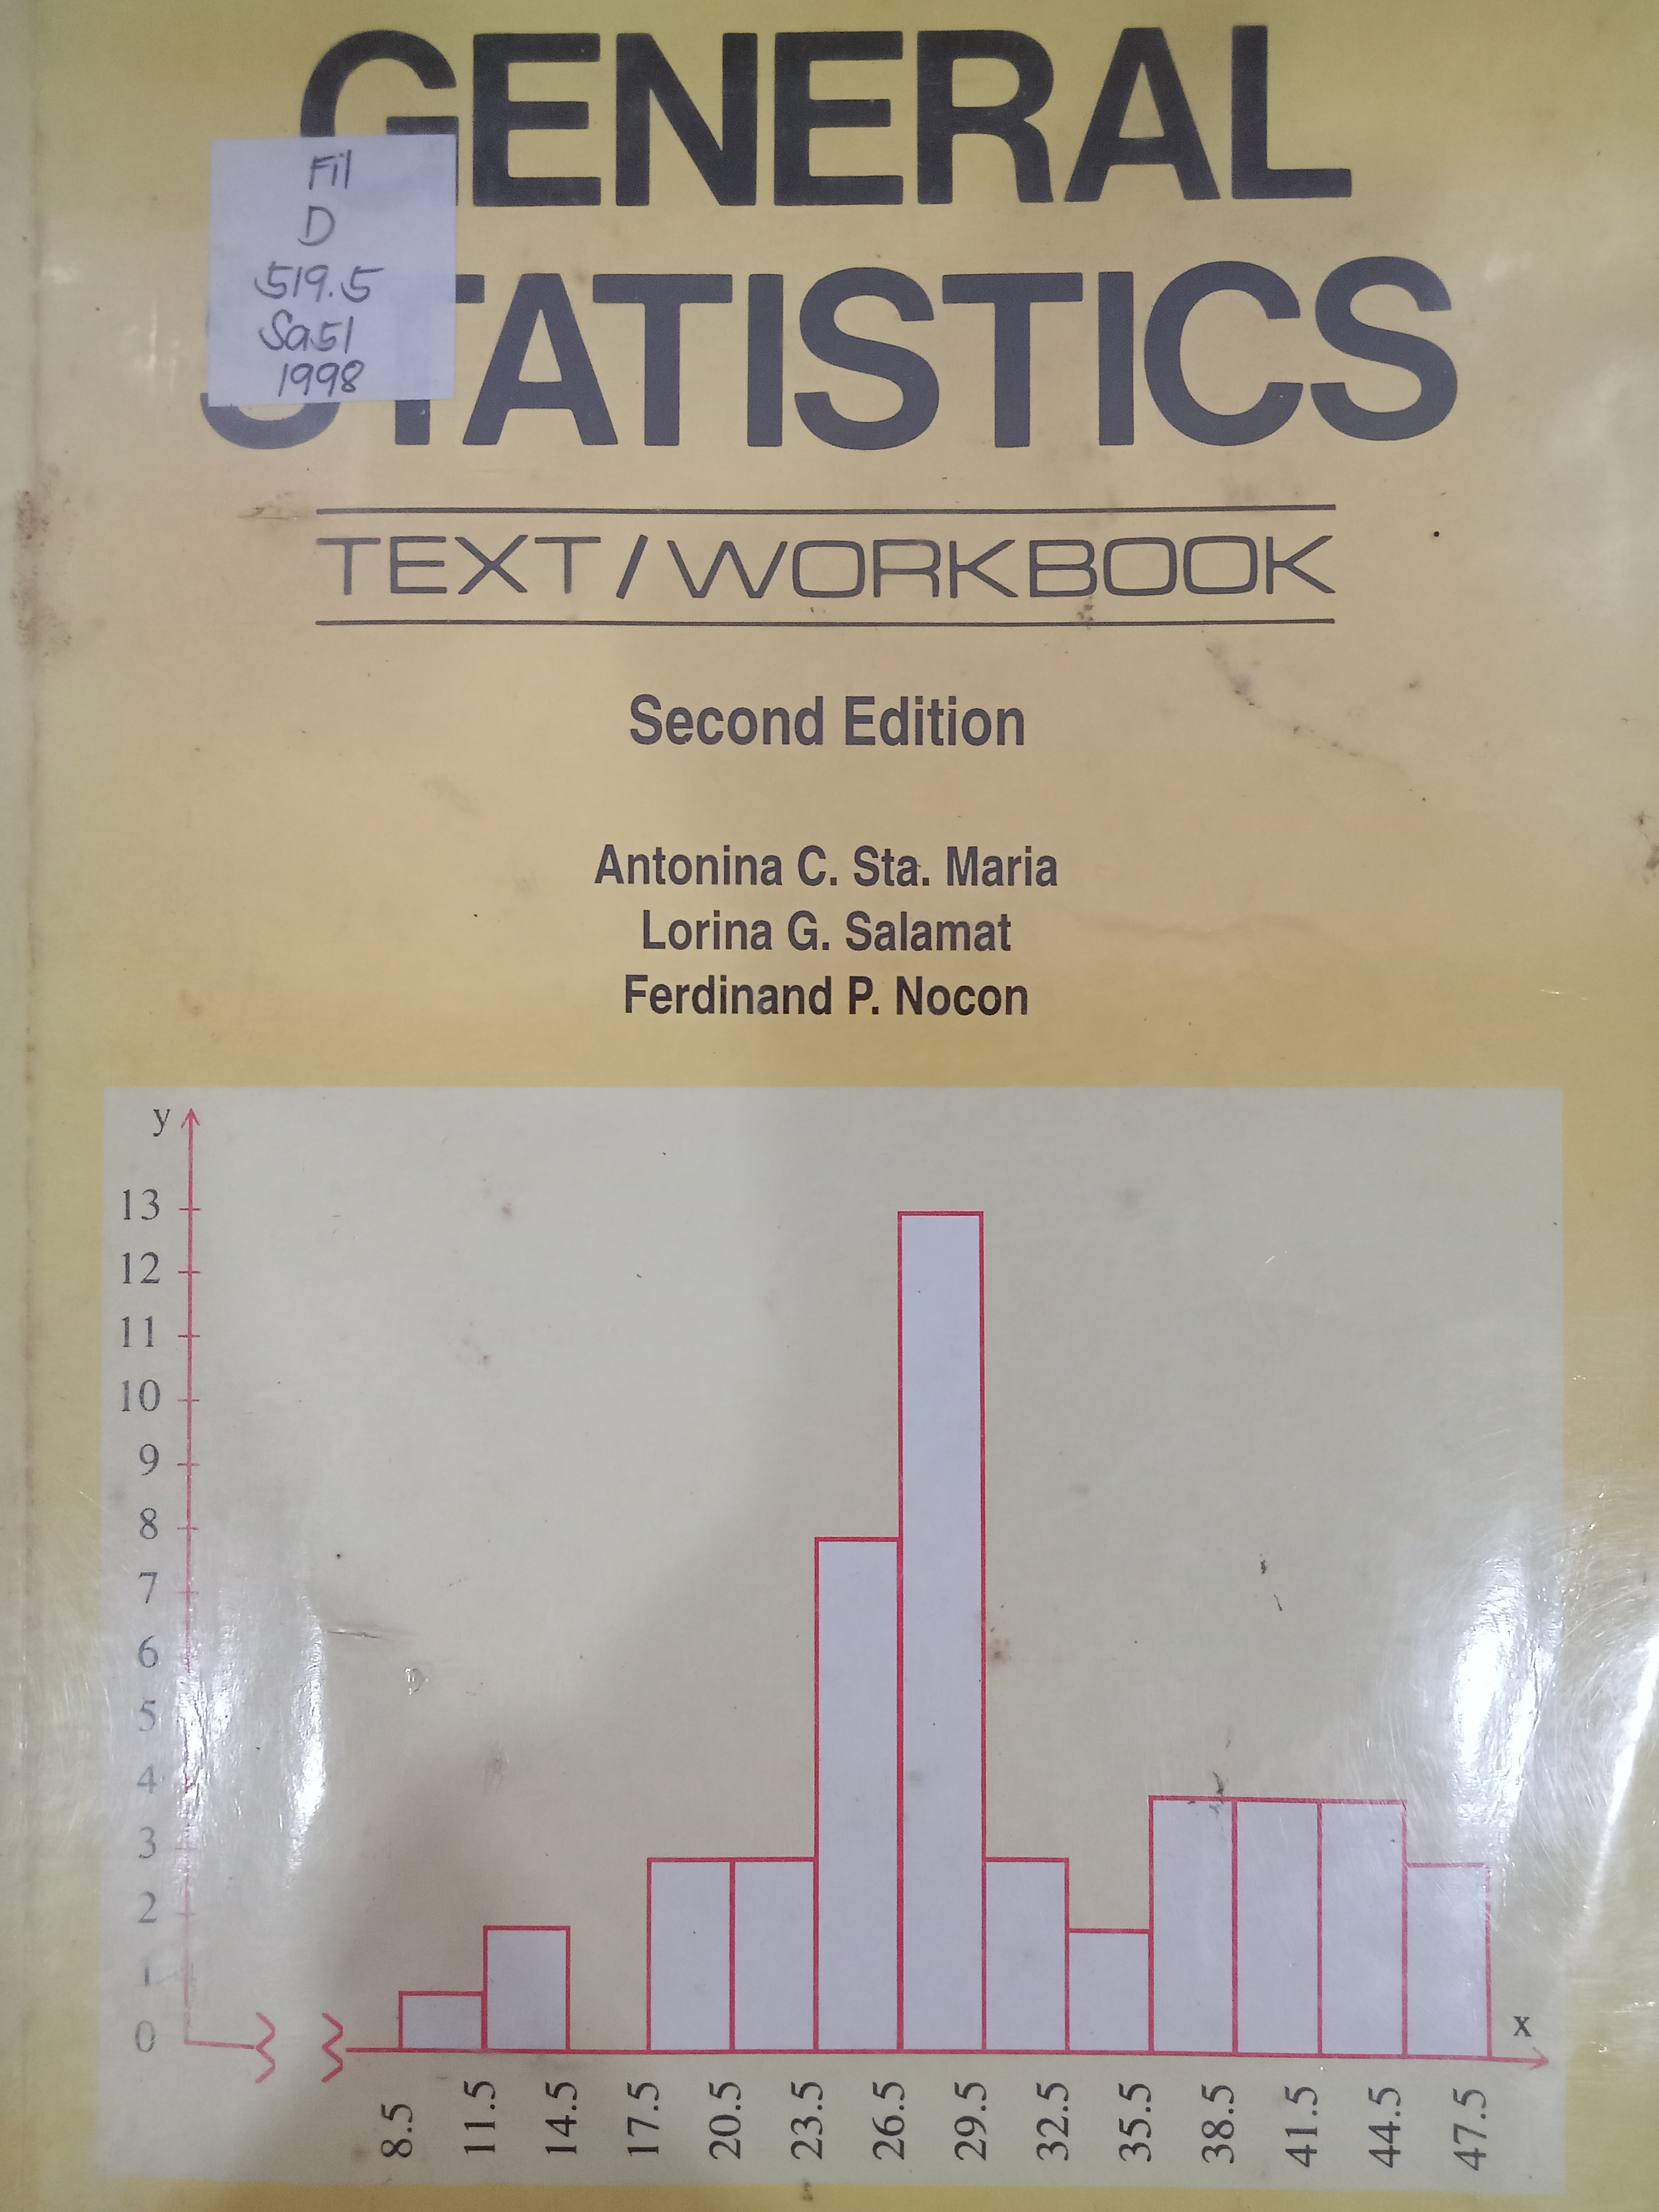 GENERAL
STATISTICS
Fil
D
519.5
Sa51
1998
TEXT/WORKBOOK
Second Edition
Antonina C. Sta. Maria
Lorina G. Salamat
Ferdinand P. Nocon
y
13
12
11
10
9
8
7
6
5
4
3
2
1
0
x
8.5 11.5 14.5 17.5 20.5 23.5 26.5 29.5 32.5 35.5 38.5 41.5 44.5 47.5